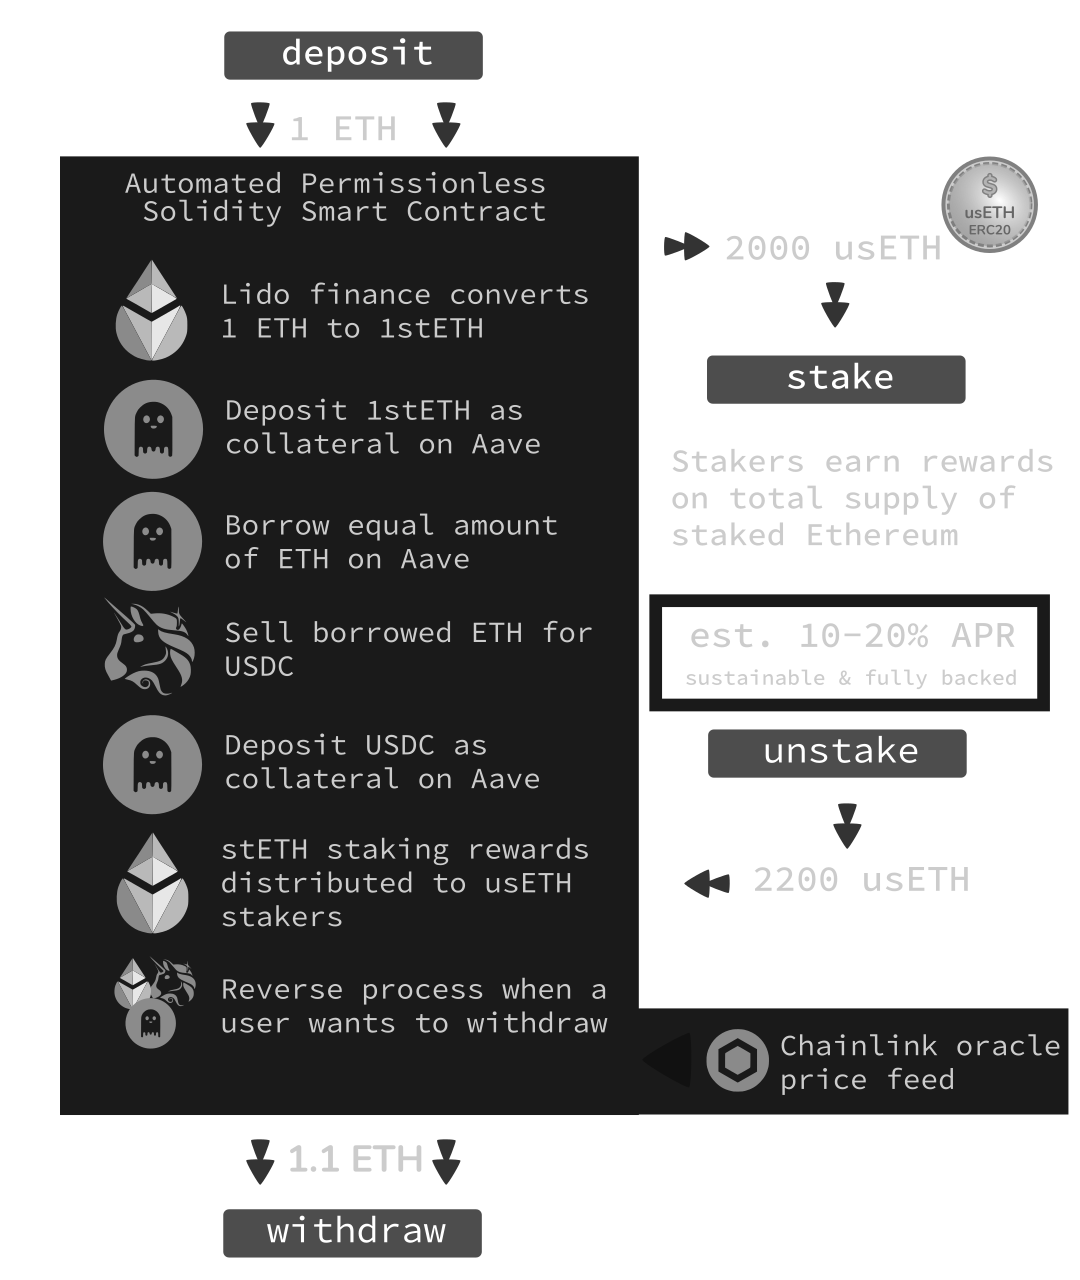 deposit
1 ETH
Automated Permissionless
Solidity Smart Contract
Lido finance converts
1 ETH to 1stETH
Deposit 1stETH as
collateral on Aave
Borrow equal amount
of ETH on Aave
Sell borrowed ETH for
USDC
Deposit USDC as
collateral on Aave
stETH staking rewards
distributed to usETH
stakers
Reverse process when a
user wants to withdraw
$
usETH
ERC20
2000 usETH
stake
Stakers earn rewards
on total supply of
staked Ethereum
est. 10-20% APR
sustainable & fully backed
unstake
2200 usETH
Chainlink oracle
price feed
1.1 ETH
withdraw